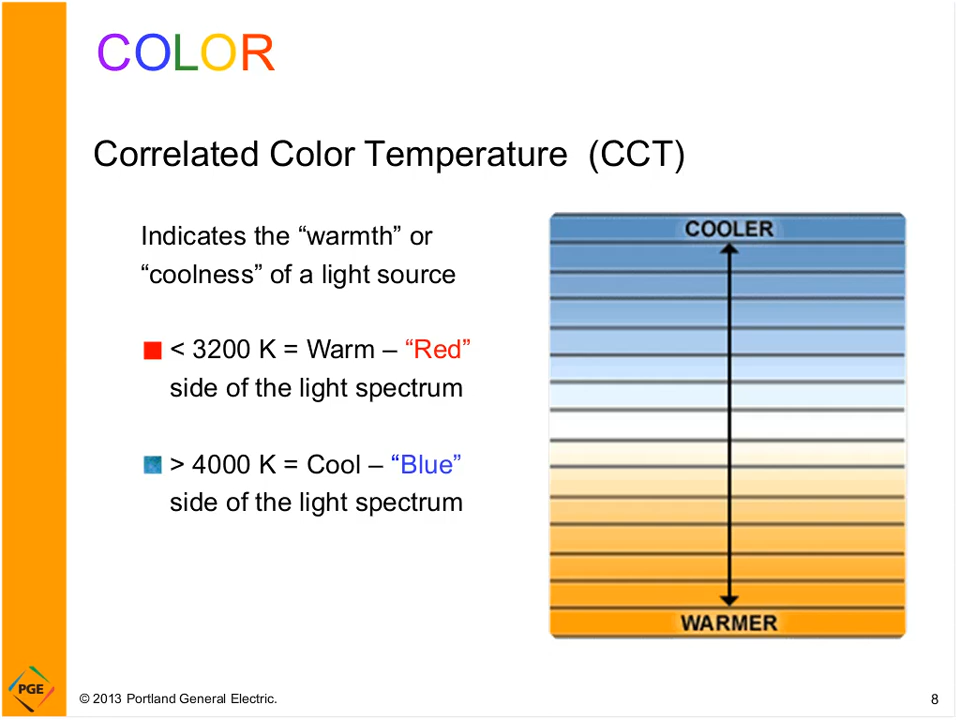 COLOR
Correlated Color Temperature (CCT)
Indicates the “warmth” or
“coolness” of a light source
< 3200 K = Warm – “Red”
side of the light spectrum
> 4000 K = Cool – “Blue”
side of the light spectrum
COOLER
WARMER
PGE
© 2013 Portland General Electric.
8